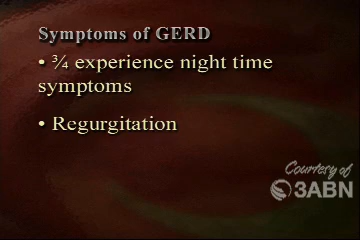 Symptoms of GERD
• ¾ experience night time
symptoms
• Regurgitation
Courtesy of
3ABN